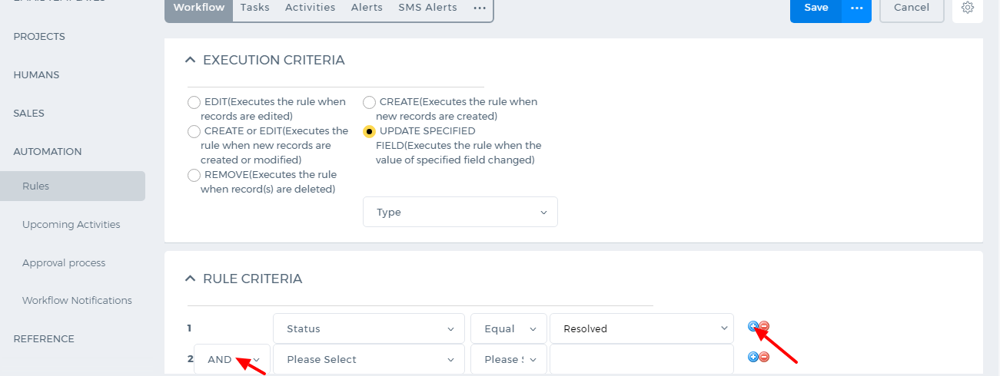 Workflow Tasks Activities Alerts SMS Alerts ... Save ... Cancel
PROJECTS
HUMANS
SALES
AUTOMATION
Rules
Upcoming Activities
Approval process
Workflow Notifications
REFERENCE
EXECUTION CRITERIA
EDIT(Executes the rule when
records are edited)
CREATE(Executes the rule when
new records are created)
CREATE or EDIT(Executes the
rule when new records are
created or modified)
UPDATE SPECIFIED
FIELD(Executes the rule when the
value of specified field changed)
REMOVE(Executes the rule
when record(s) are deleted)
Type
RULE CRITERIA
1 Status Equal Resolved
2 AND Please Select Please